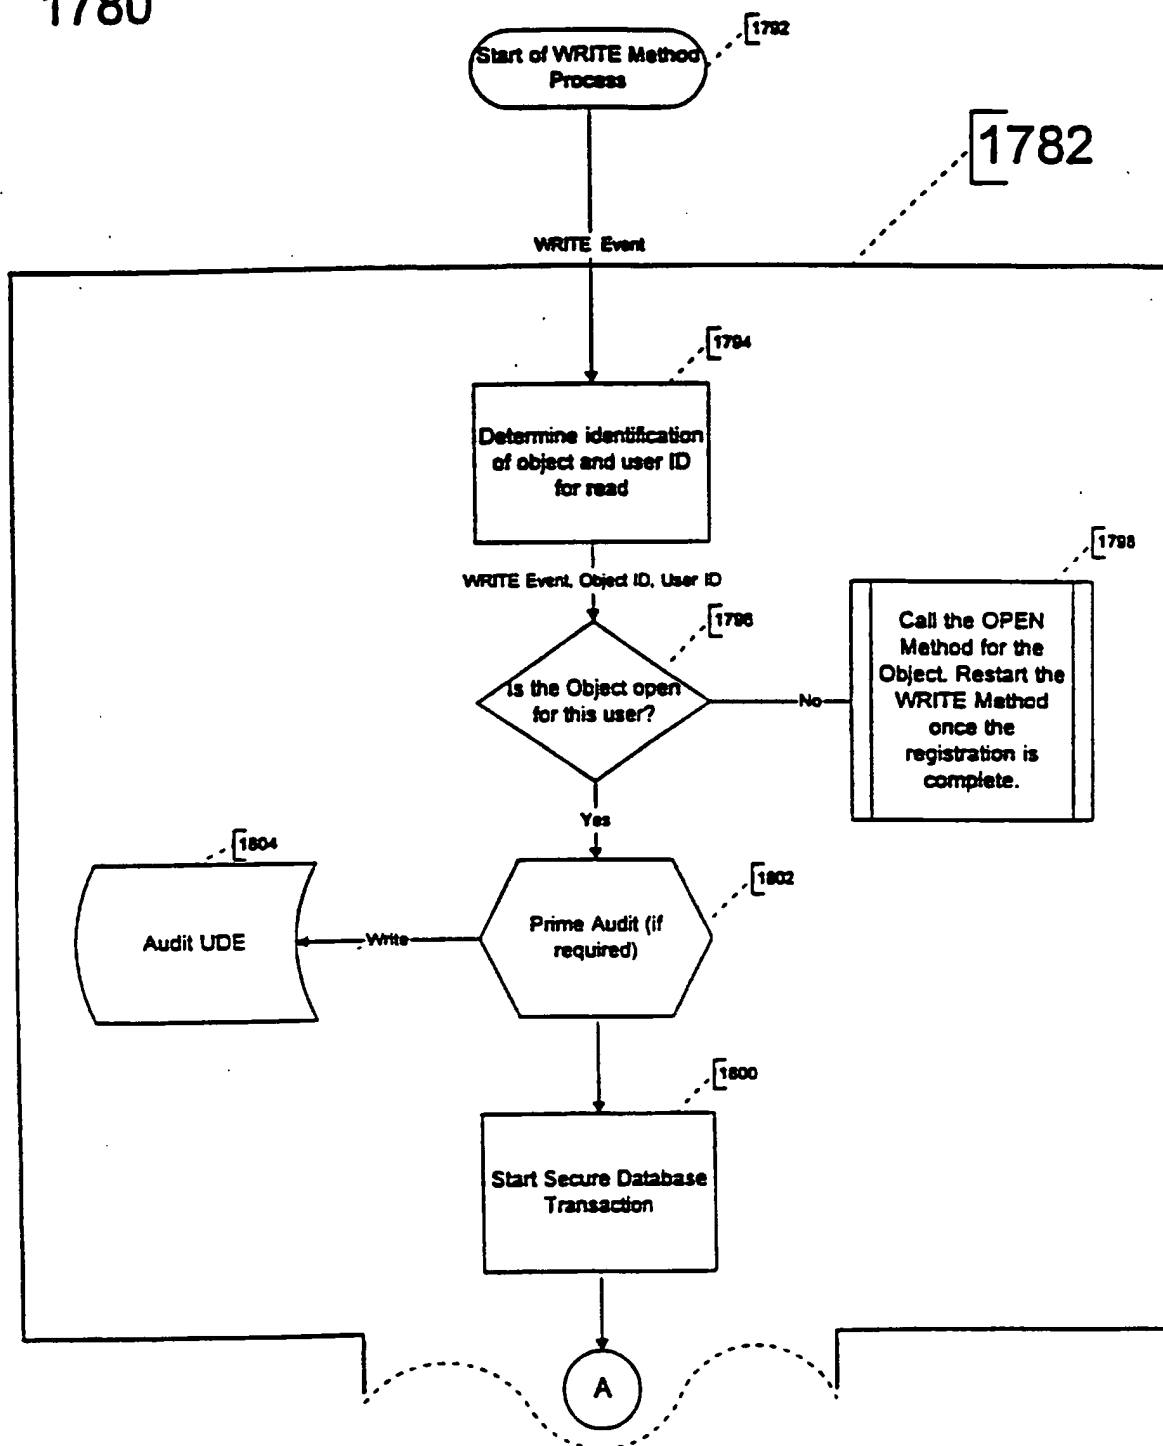 1780
1792
Start of WRITE Method
Process
1782
WRITE Event
1794
Determine identification
of object and user ID
for read
WRITE Event, Object ID, User ID
1796
1798
Is the Object open
for this user?
No
Call the OPEN
Method for the
Object. Restart the
WRITE Method
once the
registration is
complete.
Yes
1804
1802
Audit UDE
Write
Prime Audit (if
required)
1800
Start Secure Database
Transaction
A